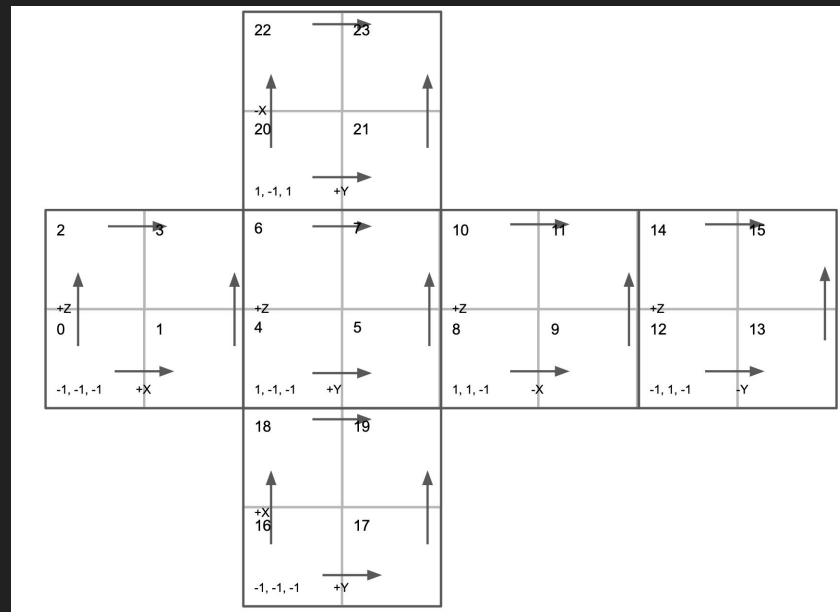 22 23
-X
20 21
1, -1, 1 +Y
2 3 6 7 10 11 14 15
+Z +Z +Z +Z
0 1 4 5 8 9 12 13
-1, -1, -1 +X 1, -1, -1 +Y 1, 1, -1 -X -1, 1, -1 -Y
18 19
+X
16 17
-1, -1, -1 +Y